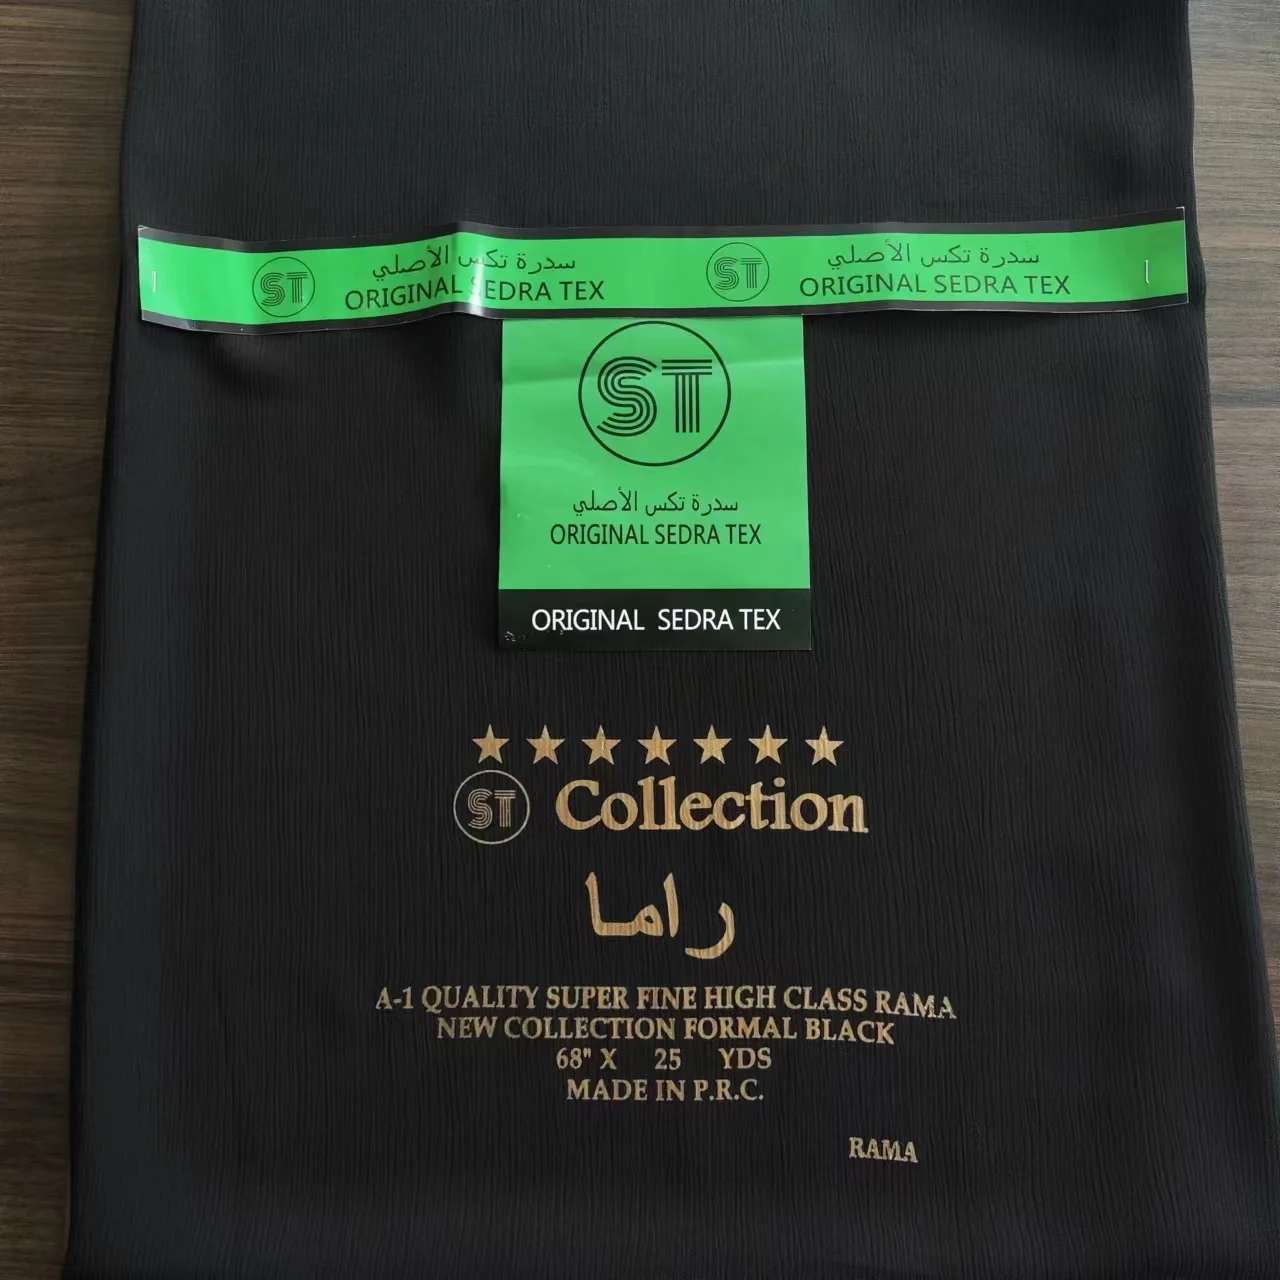 ST سدرة تكس الأصلي ST سدرة تكس الأصلي
ORIGINAL SEDRA TEX ORIGINAL SEDRA TEX
ST
سدرة تكس الأصلي
ORIGINAL SEDRA TEX
ORIGINAL SEDRA TEX
ST Collection
راما
A-1 QUALITY SUPER FINE HIGH CLASS RAMA
NEW COLLECTION FORMAL BLACK
68" X 25 YDS
MADE IN P.R.C.
RAMA